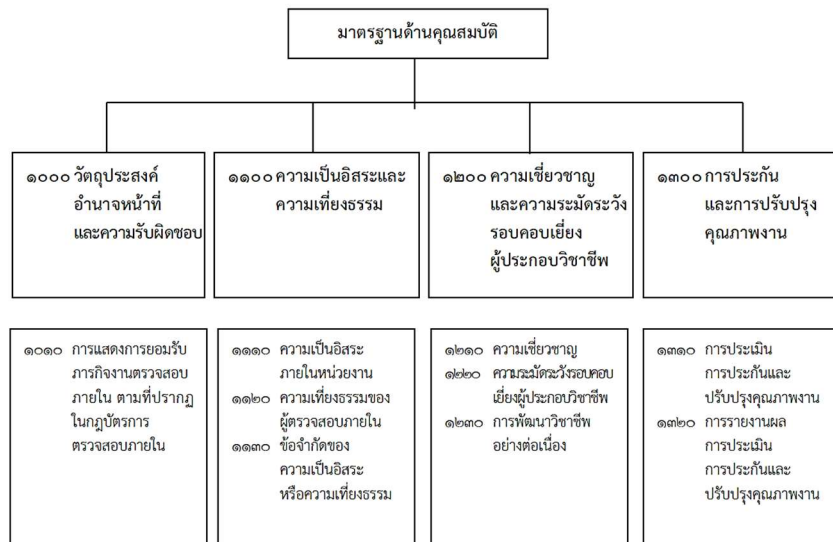 มาตรฐานด้านคุณสมบัติ
๑๐๐๐ วัตถุประสงค์
อำนาจหน้าที่
และความรับผิดชอบ
๑๑๐๐ ความเป็นอิสระและ
ความเที่ยงธรรม
๑๒๐๐ ความเชี่ยวชาญ
และความระมัดระวัง
รอบคอบเยี่ยง
ผู้ประกอบวิชาชีพ
๑๓๐๐ การประกัน
และการปรับปรุง
คุณภาพงาน
๑๐๑๐ การแสดงการยอมรับ
ภารกิจงานตรวจสอบ
ภายใน ตามที่ปรากฏ
ในกฎบัตรการ
ตรวจสอบภายใน
๑๑๑๐ ความเป็นอิสระ
ภายในหน่วยงาน
๑๑๒๐ ความเที่ยงธรรมของ
ผู้ตรวจสอบภายใน
๑๑๓๐ ข้อจำกัดของ
ความเป็นอิสระ
หรือความเที่ยงธรรม
๑๒๑๐ ความเชี่ยวชาญ
๑๒๒๐ ความระมัดระวังรอบคอบ
เยี่ยงผู้ประกอบวิชาชีพ
๑๒๓๐ การพัฒนาวิชาชีพ
อย่างต่อเนื่อง
๑๓๑๐ การประเมิน
การประกันและ
ปรับปรุงคุณภาพงาน
๑๓๒๐ การรายงานผล
การประเมิน
การประกันและ
ปรับปรุงคุณภาพงาน